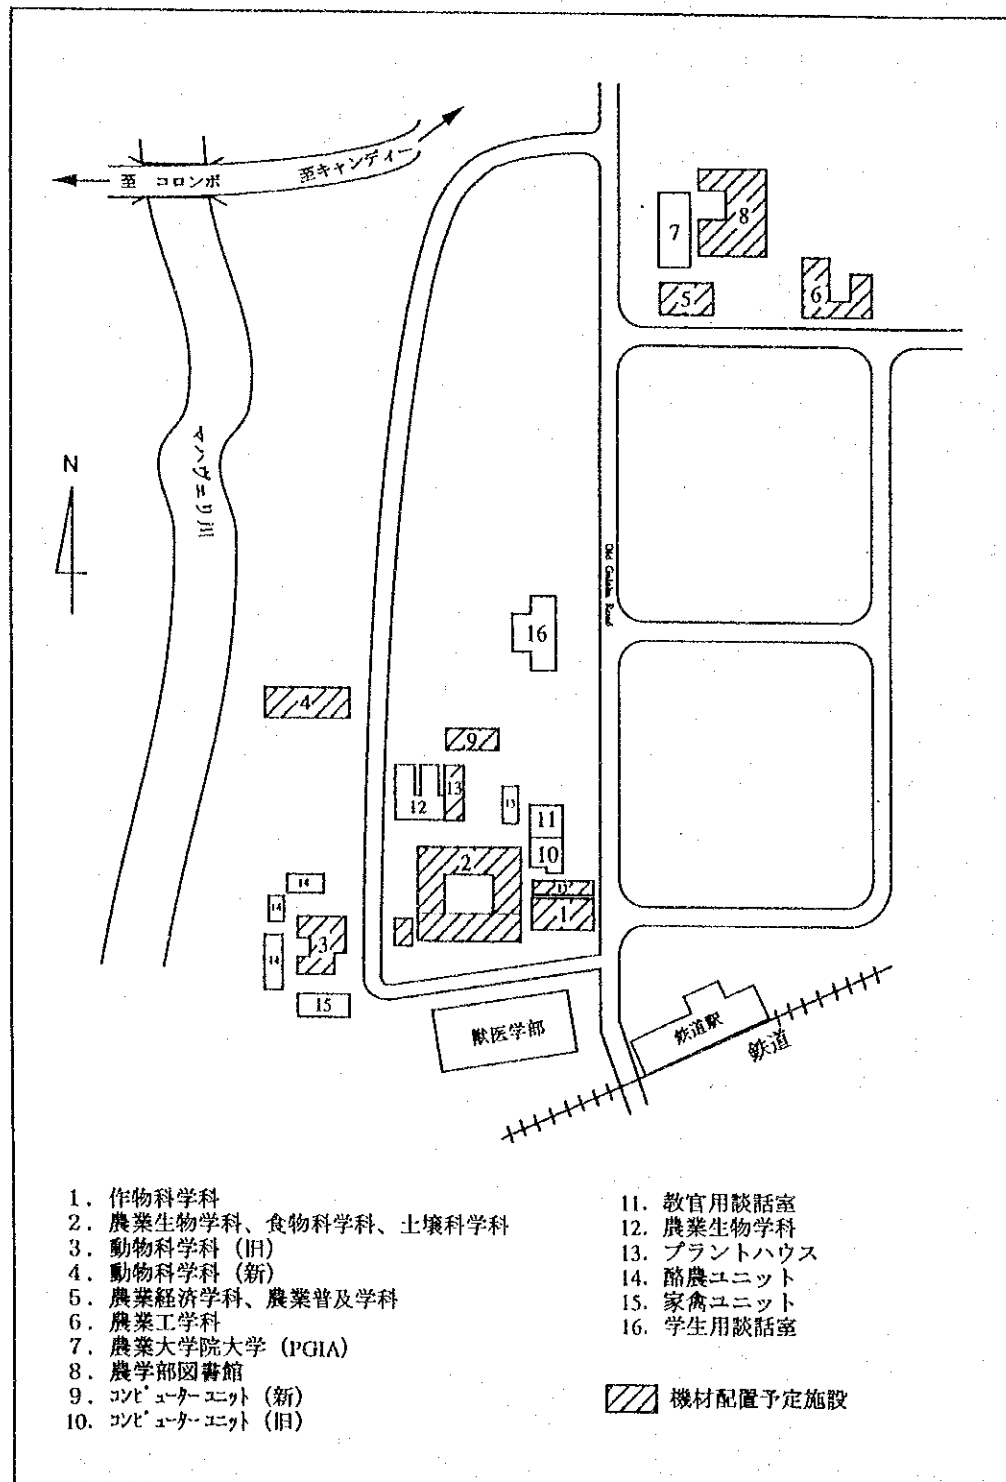 至 コロンボ
至キャンディー
マハヴェリ川
N
Old Galaha Road
7
8
5
6
16
4
9
12
13
13
11
10
2
1'
1
14
14
14
3
15
獣医学部
鉄道駅
鉄道
1. 作物科学科
2. 農業生物学科、食物科学科、土壌科学科
3. 動物科学科 (旧)
4. 動物科学科 (新)
5. 農業経済学科、農業普及学科
6. 農業工学科
7. 農業大学院大学 (PGIA)
8. 農学部図書館
9. コンピューターユニット (新)
10. コンピューターユニット (旧)
11. 教官用談話室
12. 農業生物学科
13. プラントハウス
14. 酪農ユニット
15. 家禽ユニット
16. 学生用談話室
機材配置予定施設